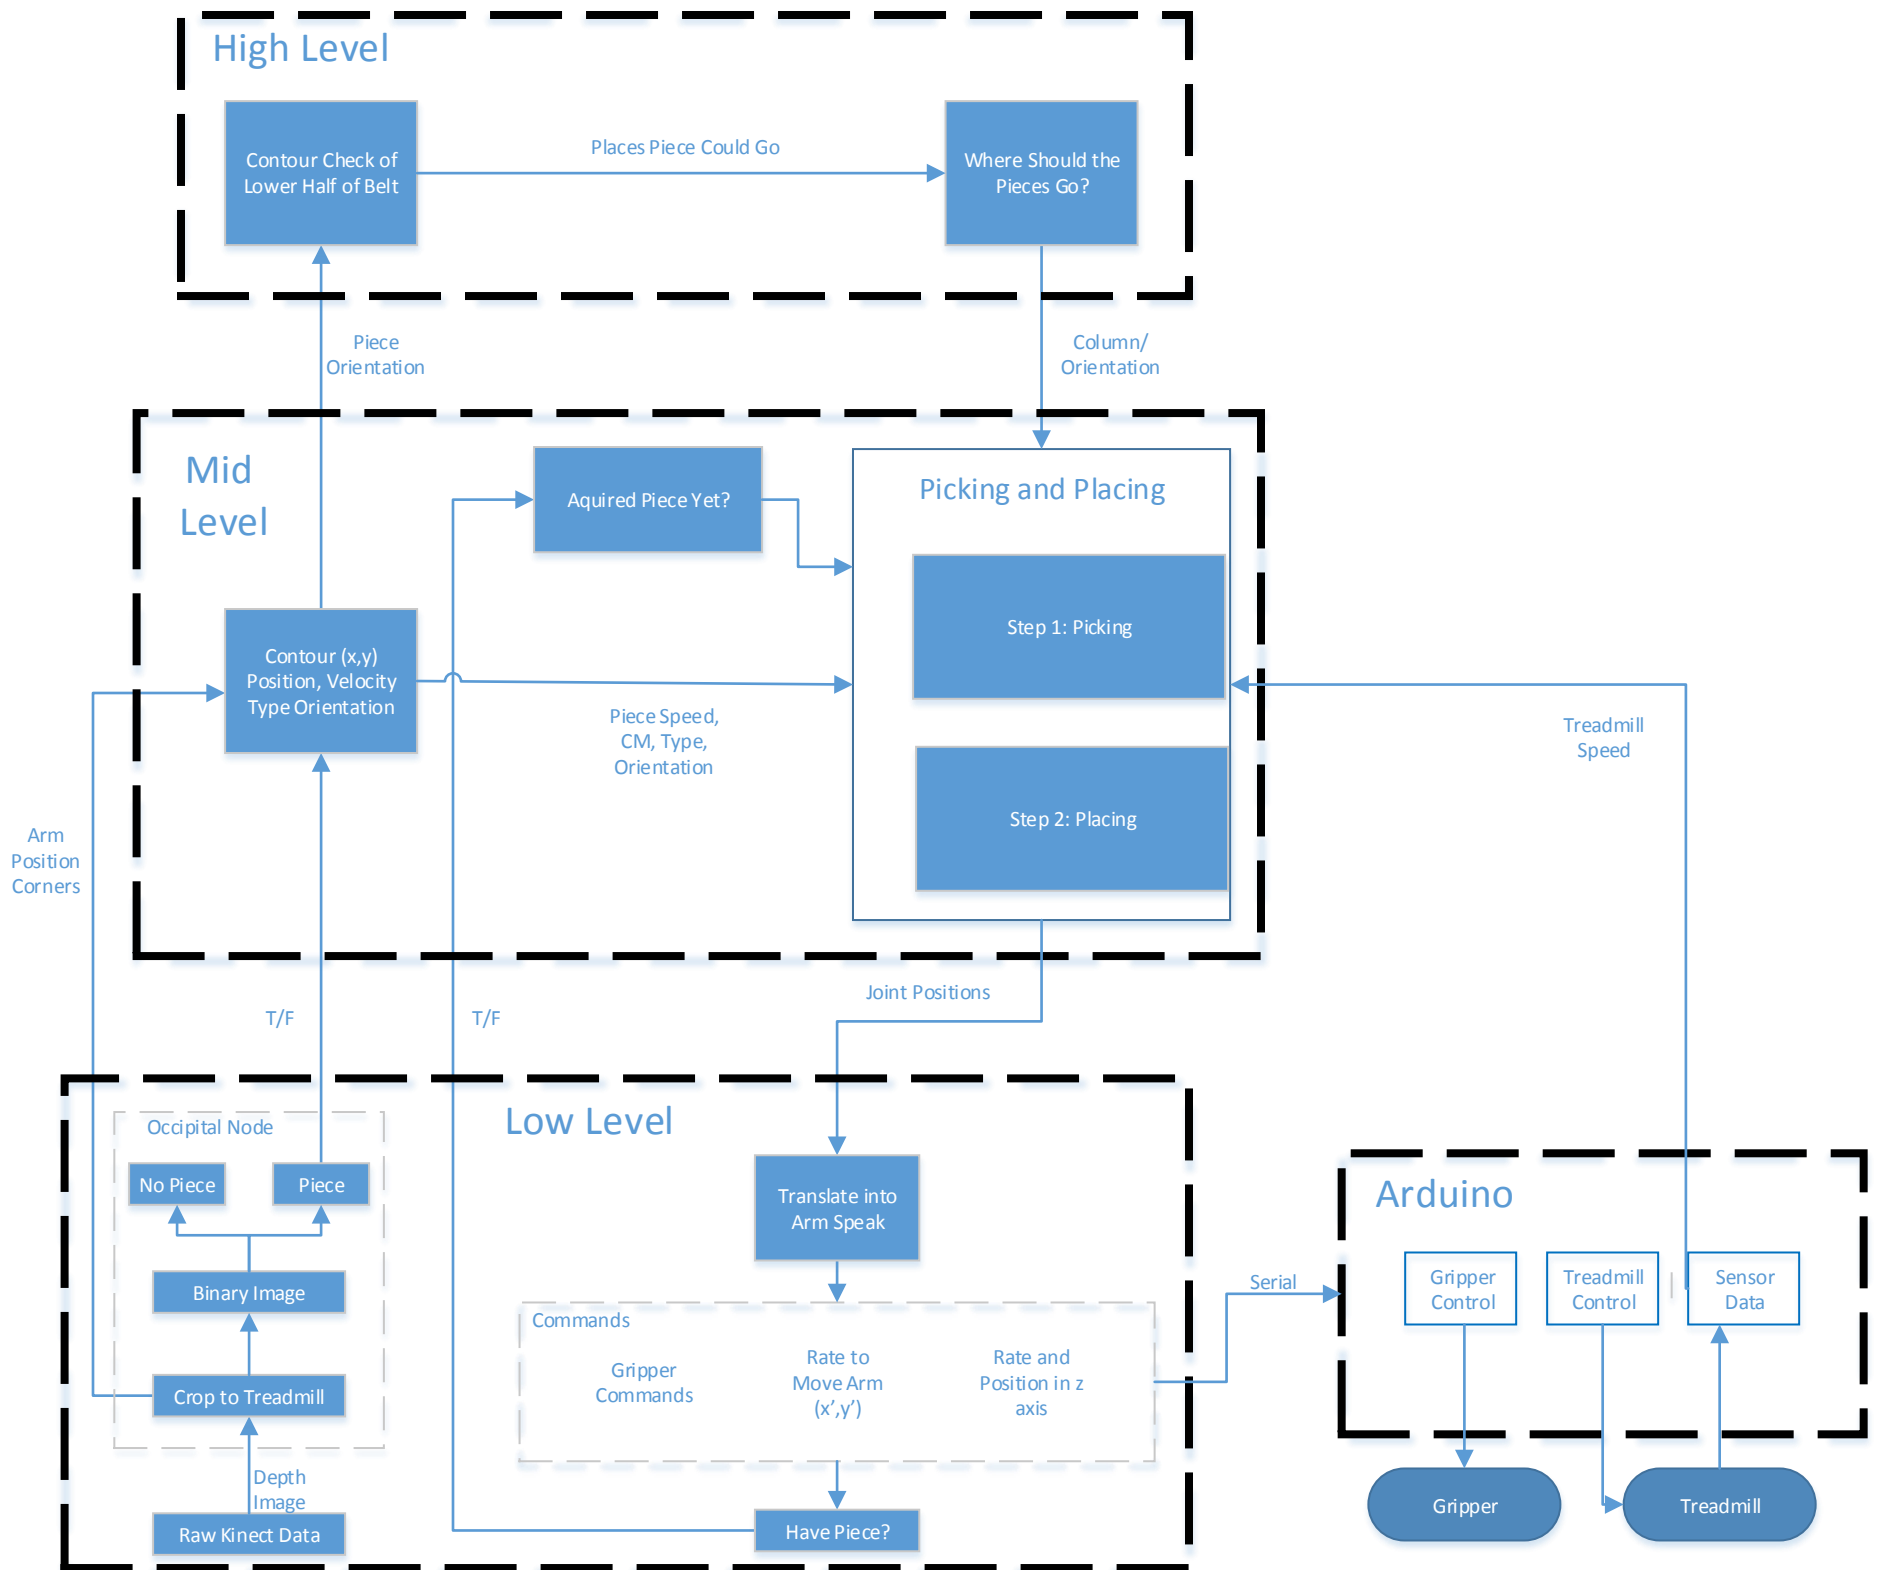 High Level
Contour Check of
Lower Half of Belt
Places Piece Could Go
Where Should the
Pieces Go?
Piece
Orientation
Column/
Orientation
Mid
Level
Aquired Piece Yet?
Picking and Placing
Step 1: Picking
Contour (x,y)
Position, Velocity
Type Orientation
Piece Speed,
CM, Type,
Orientation
Treadmill
Speed
Step 2: Placing
Arm
Position
Corners
T/F
T/F
Joint Positions
Low Level
Occipital Node
No Piece
Piece
Binary Image
Crop to Treadmill
Depth
Image
Raw Kinect Data
Translate into
Arm Speak
Commands
Gripper
Commands
Rate to
Move Arm
(x’,y’)
Rate and
Position in z
axis
Have Piece?
Serial
Arduino
Gripper
Control
Treadmill
Control
Sensor
Data
Gripper
Treadmill